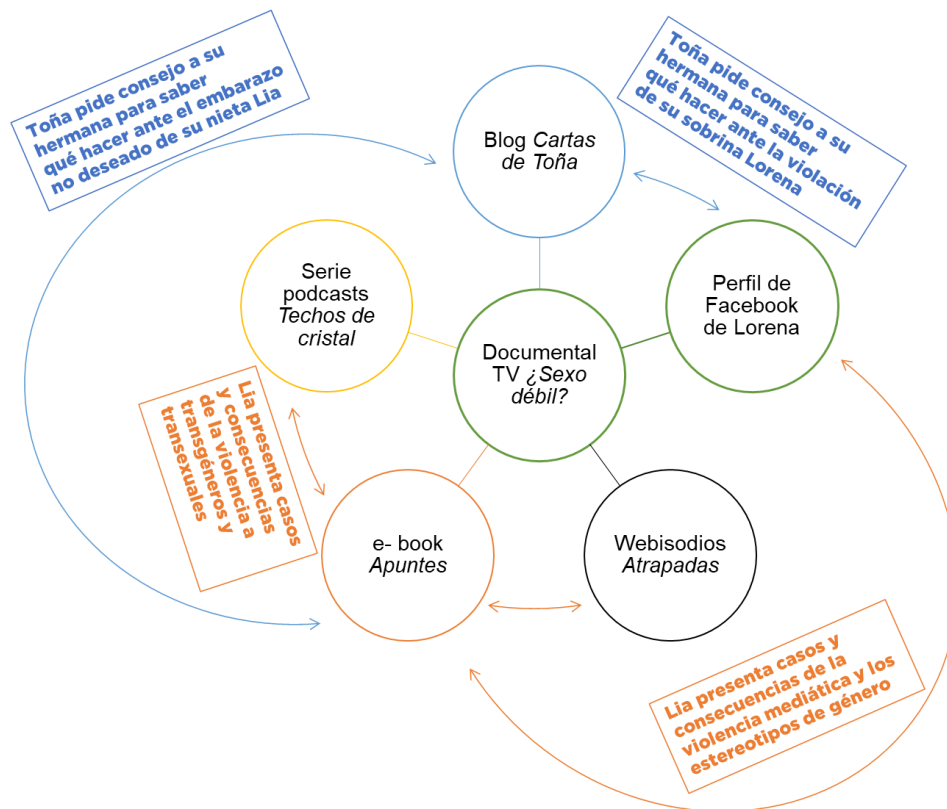 Toña pide consejo a su
hermana para saber
qué hacer ante el embarazo
no deseado de su nieta Lia
Toña pide consejo a su
hermana para saber
qué hacer ante la violación
de su sobrina Lorena
Blog Cartas
de Toña
Serie
podcasts
Techos de
cristal
Perfil de
Facebook
de Lorena
Documental
TV ¿Sexo
débil?
Lia presenta casos
y consecuencias
de la violencia a
transgéneros y
transexuales
e- book
Apuntes
Webisodios
Atrapadas
Lia presenta casos y
consecuencias de la
violencia mediática y los
estereotipos de género